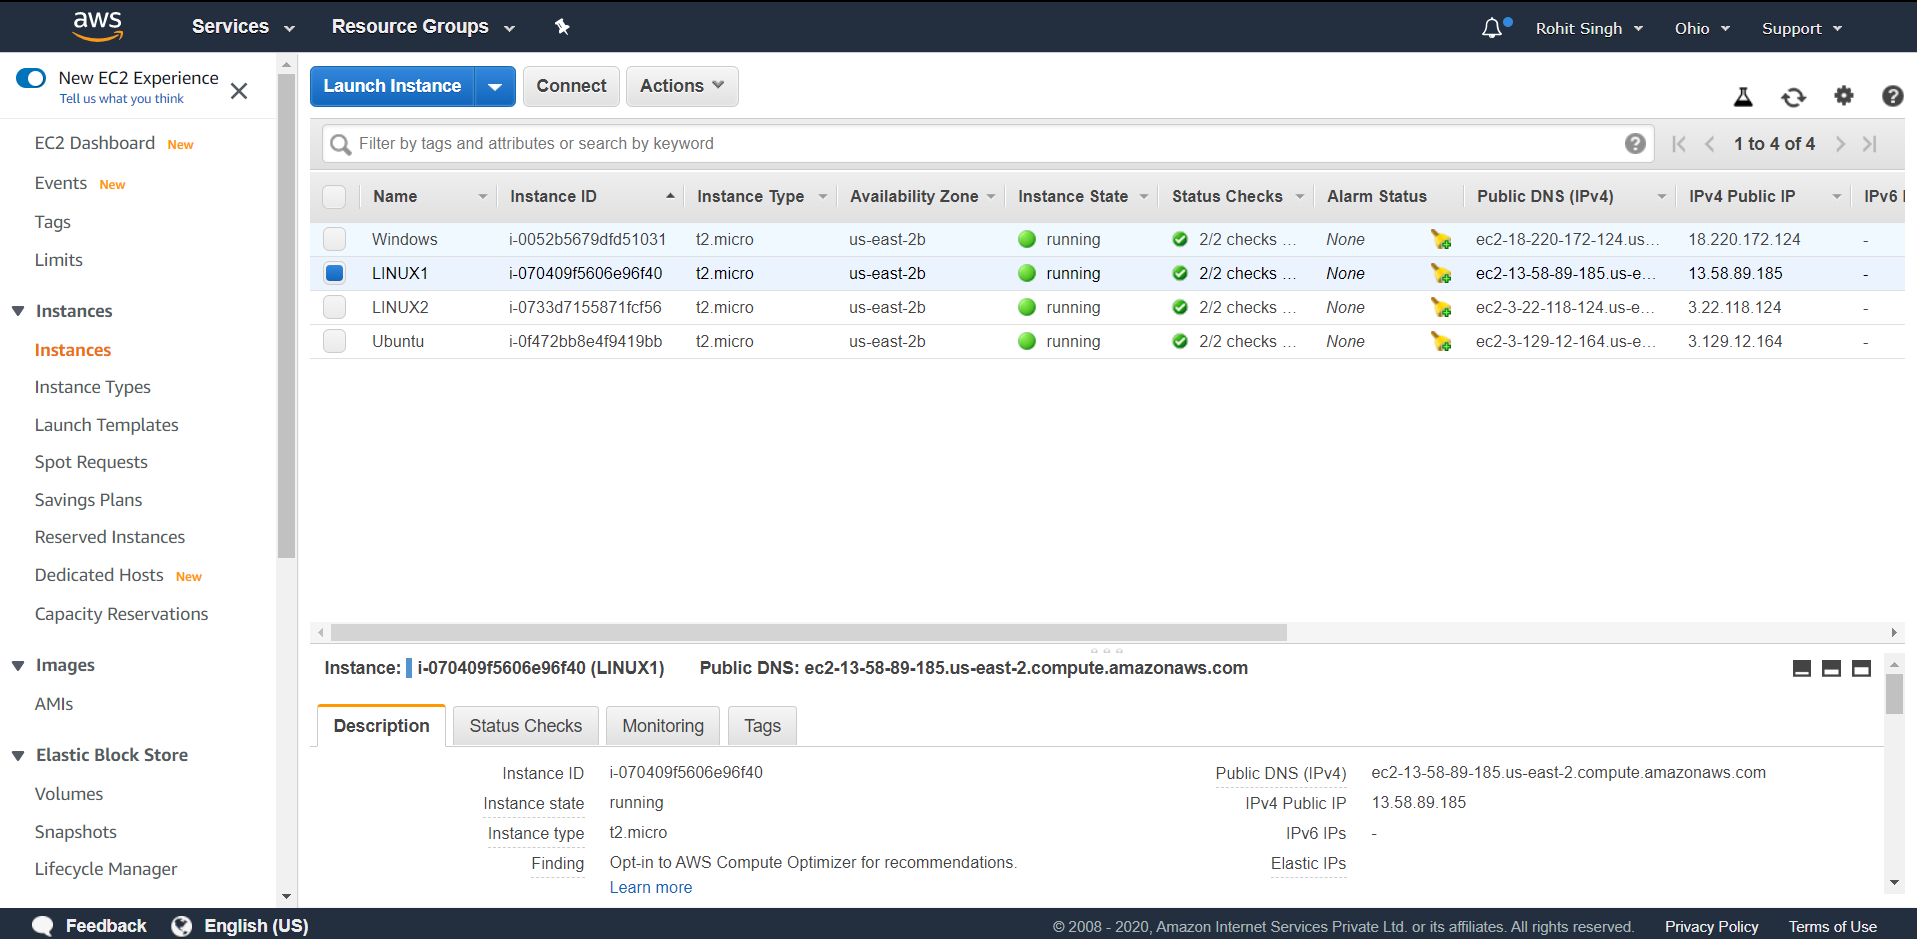 aws Services Resource Groups Rohit Singh Ohio Support
New EC2 Experience
Tell us what you think
EC2 Dashboard New
Events New
Tags
Limits
Instances
Instances
Instance Types
Launch Templates
Spot Requests
Savings Plans
Reserved Instances
Dedicated Hosts New
Capacity Reservations
Images
AMIs
Elastic Block Store
Volumes
Snapshots
Lifecycle Manager
Launch Instance Connect Actions
Filter by tags and attributes or search by keyword ? 1 to 4 of 4
Name Instance ID Instance Type Availability Zone Instance State Status Checks Alarm Status Public DNS (IPv4) IPv4 Public IP IPv6
Windows i-0052b5679dfd51031 t2.micro us-east-2b running 2/2 checks ... None ec2-18-220-172-124.us... 18.220.172.124 -
LINUX1 i-070409f5606e96f40 t2.micro us-east-2b running 2/2 checks ... None ec2-13-58-89-185.us-e... 13.58.89.185 -
LINUX2 i-0733d7155871fcf56 t2.micro us-east-2b running 2/2 checks ... None ec2-3-22-118-124.us-e... 3.22.118.124 -
Ubuntu i-0f472bb8e4f9419bb t2.micro us-east-2b running 2/2 checks ... None ec2-3-129-12-164.us-e... 3.129.12.164 -
Instance: i-070409f5606e96f40 (LINUX1) Public DNS: ec2-13-58-89-185.us-east-2.compute.amazonaws.com
Description Status Checks Monitoring Tags
Instance ID i-070409f5606e96f40 Public DNS (IPv4) ec2-13-58-89-185.us-east-2.compute.amazonaws.com
Instance state running IPv4 Public IP 13.58.89.185
Instance type t2.micro IPv6 IPs -
Finding Opt-in to AWS Compute Optimizer for recommendations. Elastic IPs
Learn more
Feedback English (US) © 2008 - 2020, Amazon Internet Services Private Ltd. or its affiliates. All rights reserved. Privacy Policy Terms of Use